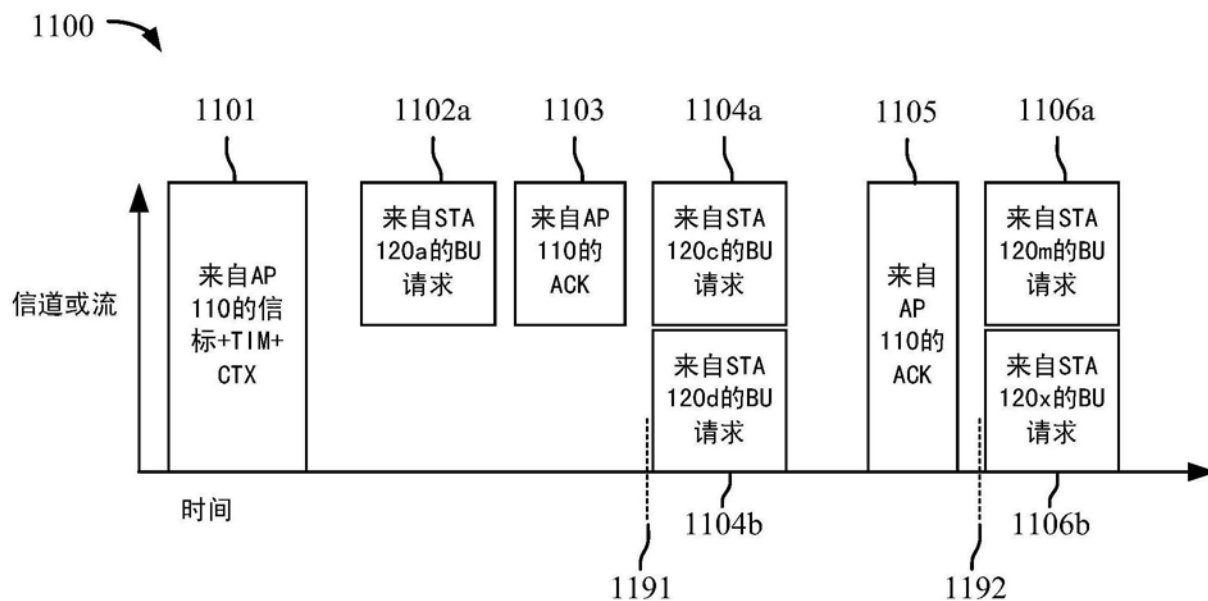 1100
1101
1102a
1103
1104a
1105
1106a
信道或流
来自AP
110的信
标+TIM+
CTX
来自STA
120a的BU
请求
来自AP
110的
ACK
来自STA
120c的BU
请求
来自STA
120d的BU
请求
来自
AP
110的
ACK
来自STA
120m的BU
请求
来自STA
120x的BU
请求
时间
1104b
1106b
1191
1192